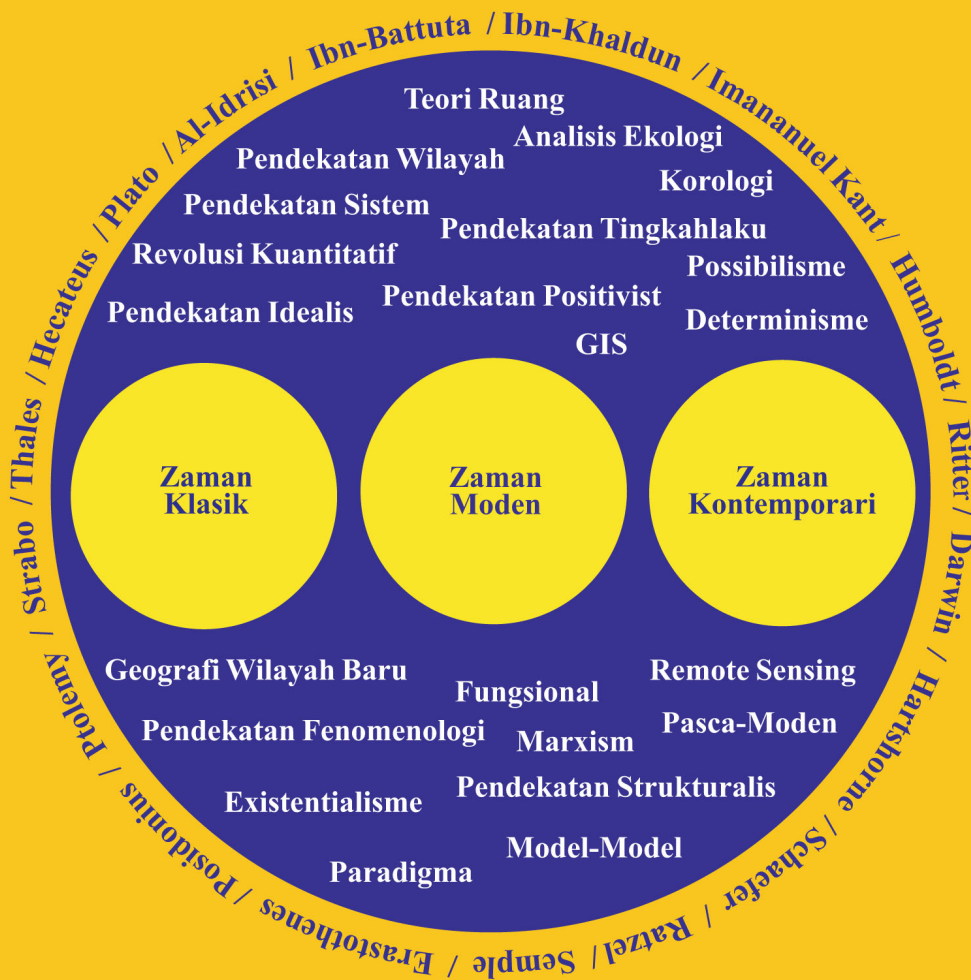 Strabo / Thales / Hecateus / Plato / Al-Idrisi / Ibn-Battuta / Ibn-Khaldun / Imananuel Kant / Humboldt / Ritter / Darwin / Hartshorne / Schaefer / Ratzel / Semple / Erastothenes / Posidonius / Ptolemy /
Teori Ruang
Analisis Ekologi
Pendekatan Wilayah
Korologi
Pendekatan Sistem
Pendekatan Tingkahlaku
Revolusi Kuantitatif
Possibilisme
Pendekatan Positivist
Pendekatan Idealis
Determinisme
GIS
Zaman
Klasik
Zaman
Moden
Zaman
Kontemporari
Geografi Wilayah Baru
Remote Sensing
Fungsional
Pendekatan Fenomenologi
Pasca-Moden
Marxism
Existentialisme
Pendekatan Strukturalis
Model-Model
Paradigma